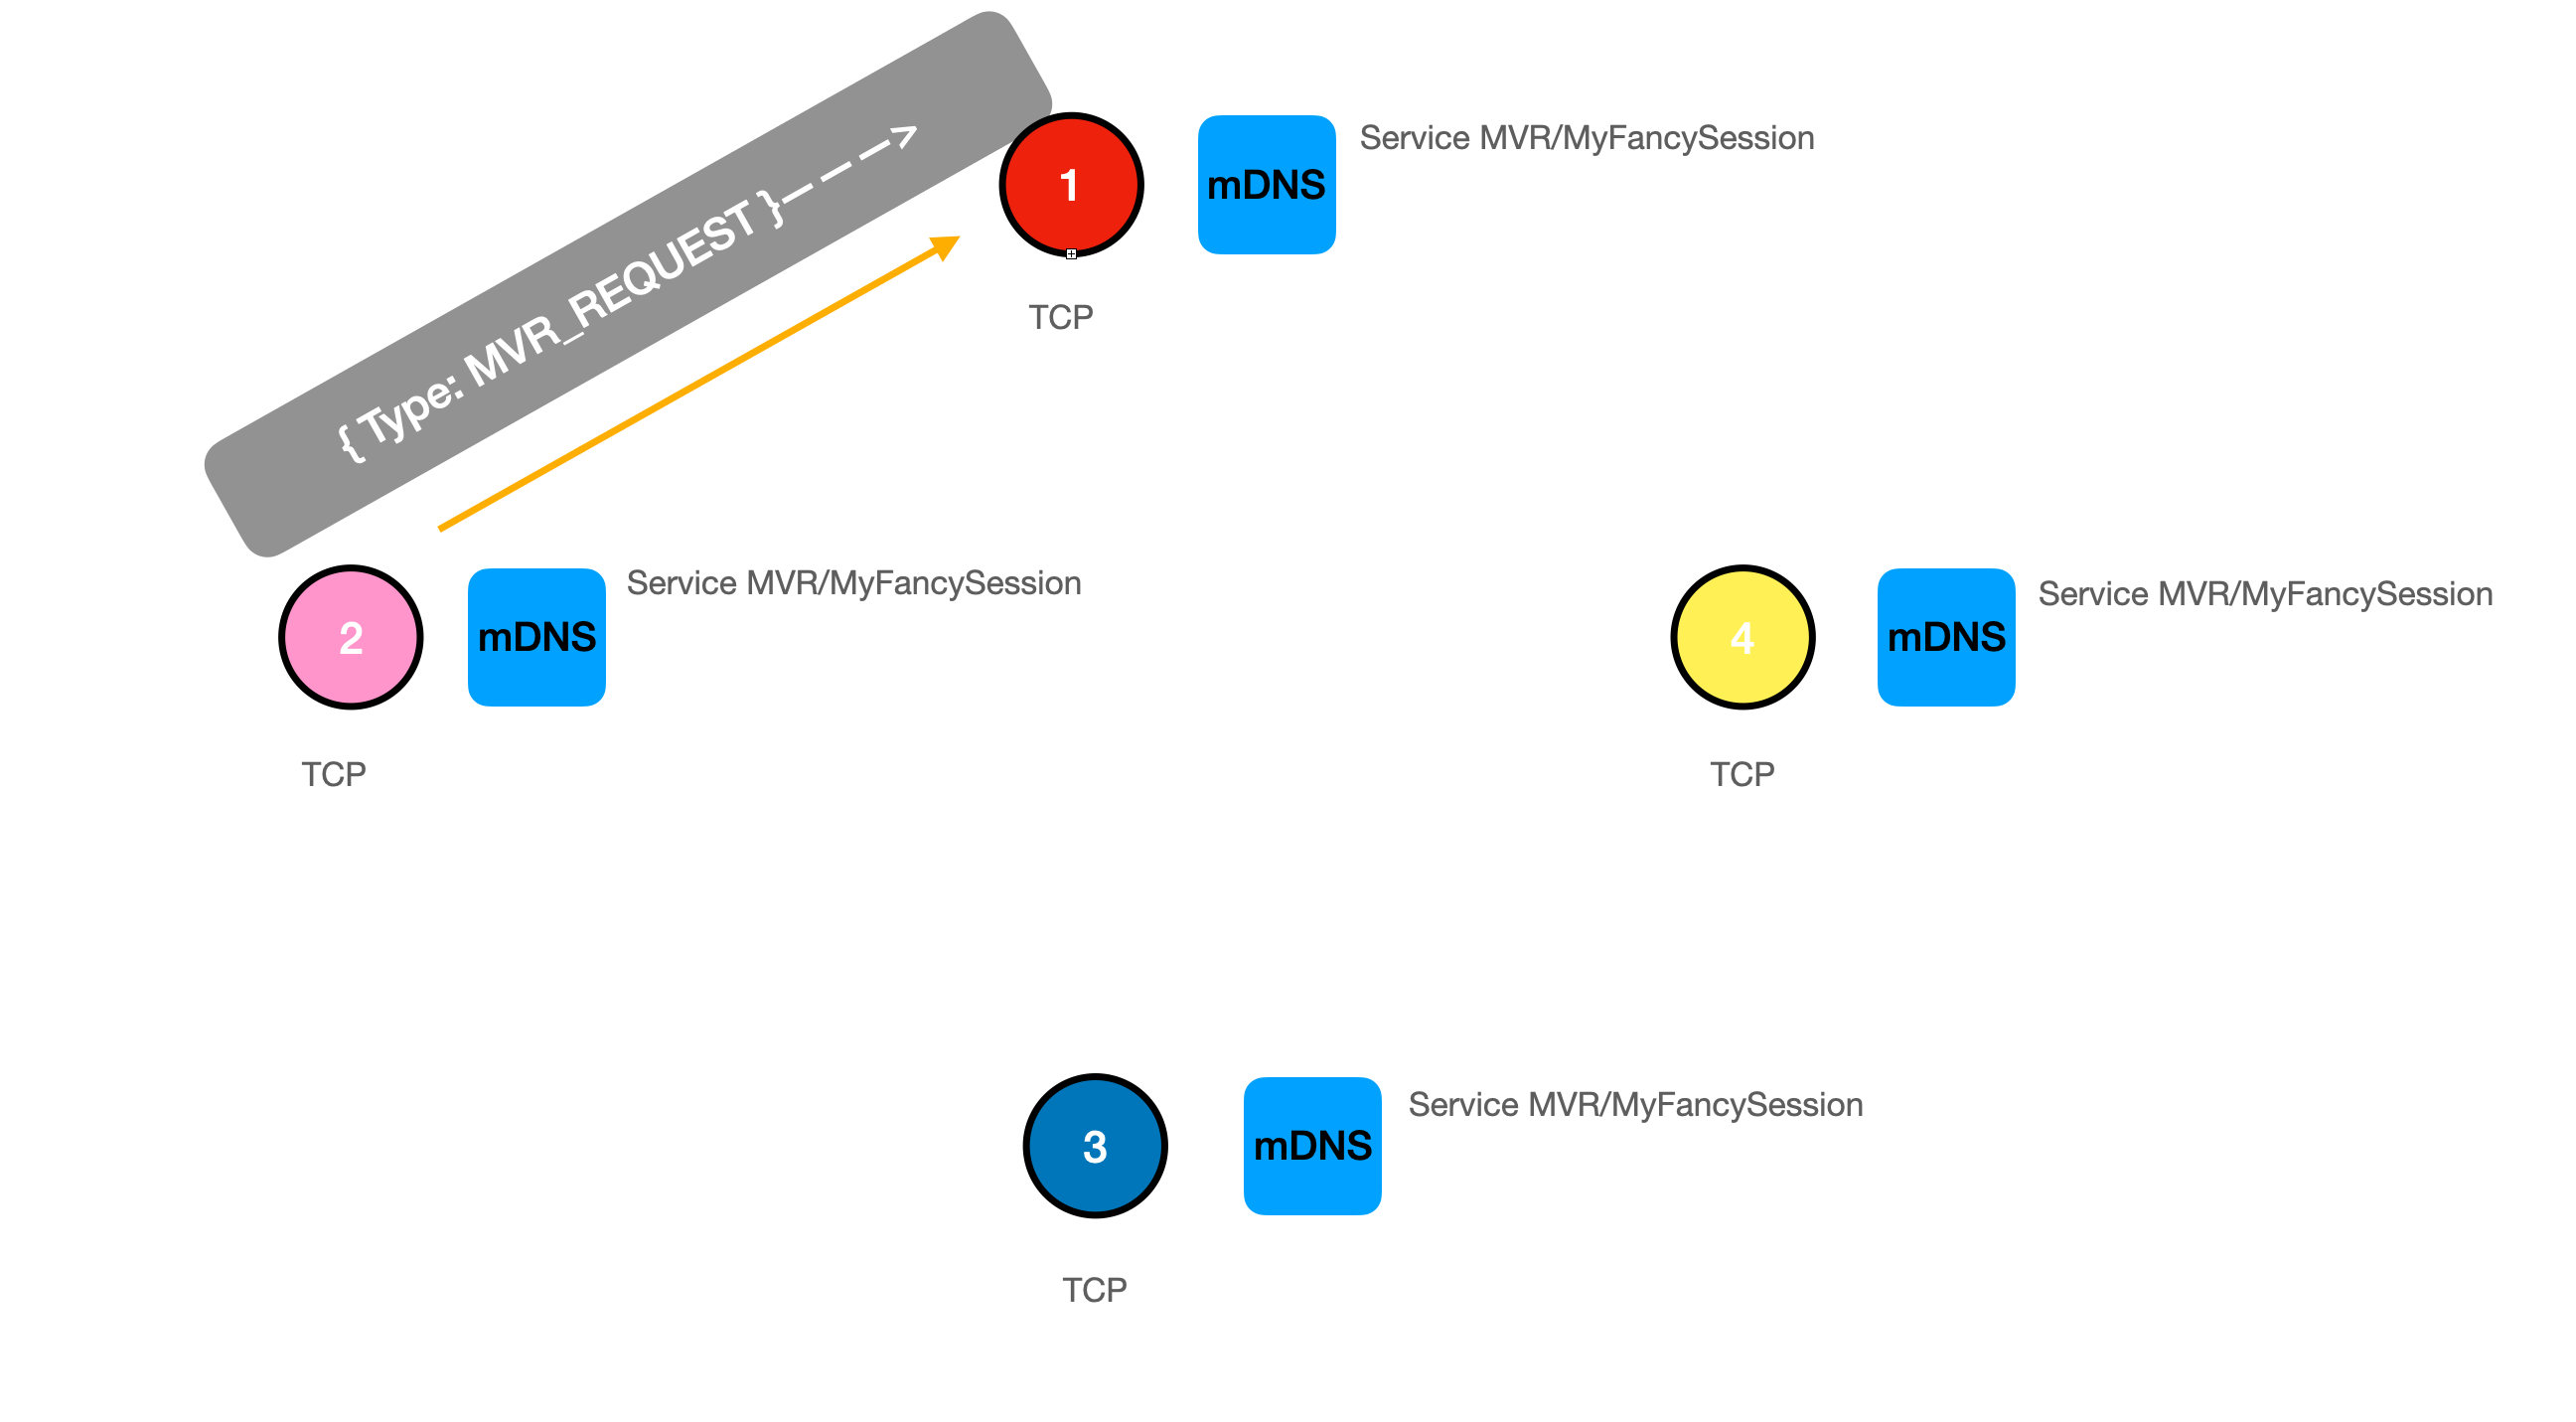 { Type: MVR_REQUEST }— — — >
1
mDNS
Service MVR/MyFancySession
TCP
2
mDNS
Service MVR/MyFancySession
TCP
4
mDNS
Service MVR/MyFancySession
TCP
3
mDNS
Service MVR/MyFancySession
TCP